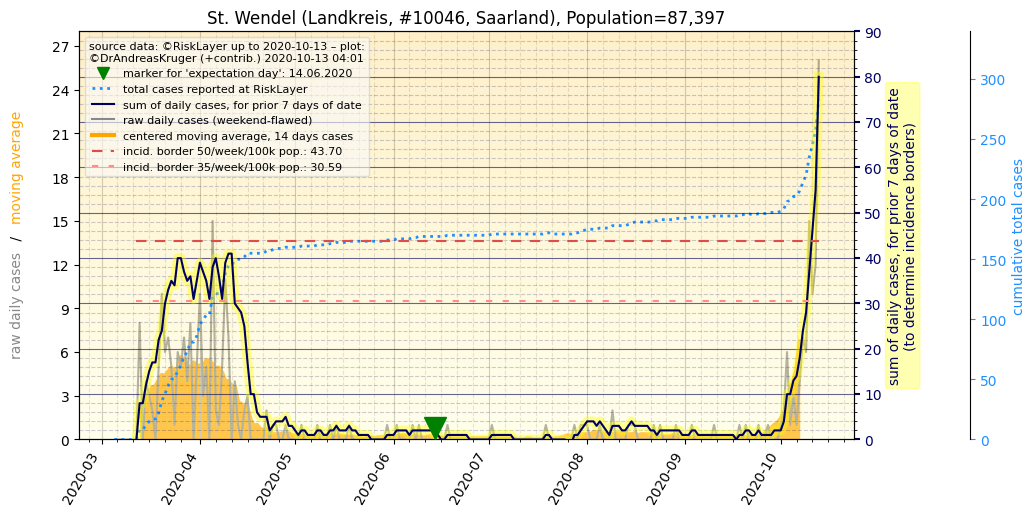 St. Wendel (Landkreis, #10046, Saarland), Population=87,397
source data: ©RiskLayer up to 2020-10-13 – plot:
©DrAndreasKruger (+contrib.) 2020-10-13 04:01
marker for 'expectation day': 14.06.2020
total cases reported at RiskLayer
sum of daily cases, for prior 7 days of date
raw daily cases (weekend-flawed)
centered moving average, 14 days cases
incid. border 50/week/100k pop.: 43.70
incid. border 35/week/100k pop.: 30.59
raw daily cases / moving average
27
24
21
18
15
12
9
6
3
0
2020-03
2020-04
2020-05
2020-06
2020-07
2020-08
2020-09
2020-10
90
80
70
60
50
40
30
20
10
0
sum of daily cases, for prior 7 days of date
(to determine, incidence borders)
300
250
200
150
100
50
0
cumulative total cases